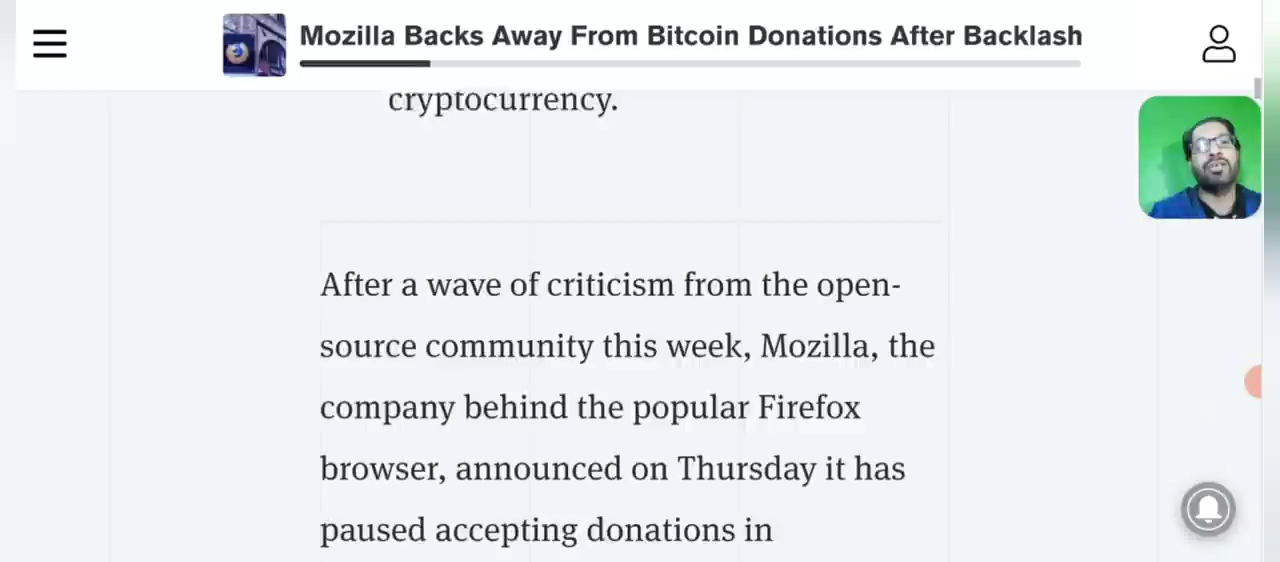 Mozilla Backs Away From Bitcoin Donations After Backlash
cryptocurrency.
After a wave of criticism from the open-
source community this week, Mozilla, the
company behind the popular Firefox
browser, announced on Thursday it has
paused accepting donations in